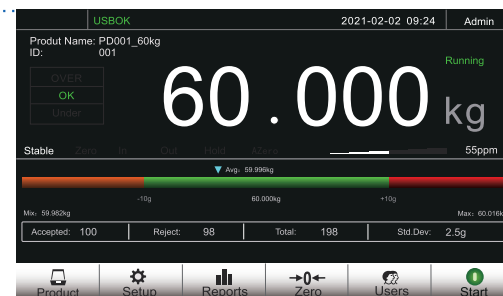 USBOK 2021-02-02 09:24 Admin
Produt Name: PD001_60kg
ID: 001
Running
OVER
OK
Under
60.000 kg
Stable Zero In Out Hold AZero 55ppm
Avg: 59.996kg
-10g 60.000kg +10g
Mix: 59.982kg Max: 60.016k
Accepted: 100 Reject: 98 Total: 198 Std.Dev: 2.5g
Product Setup Reports Zero Users Start